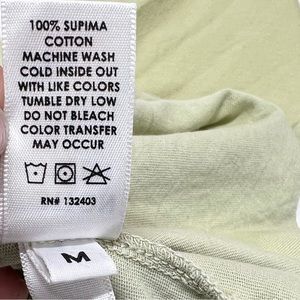 100% SUPIMA
COTTON
MACHINE WASH
COLD INSIDE OUT
WITH LIKE COLORS
TUMBLE DRY LOW
DO NOT BLEACH
COLOR TRANSFER
MAY OCCUR
RN# 132403
M